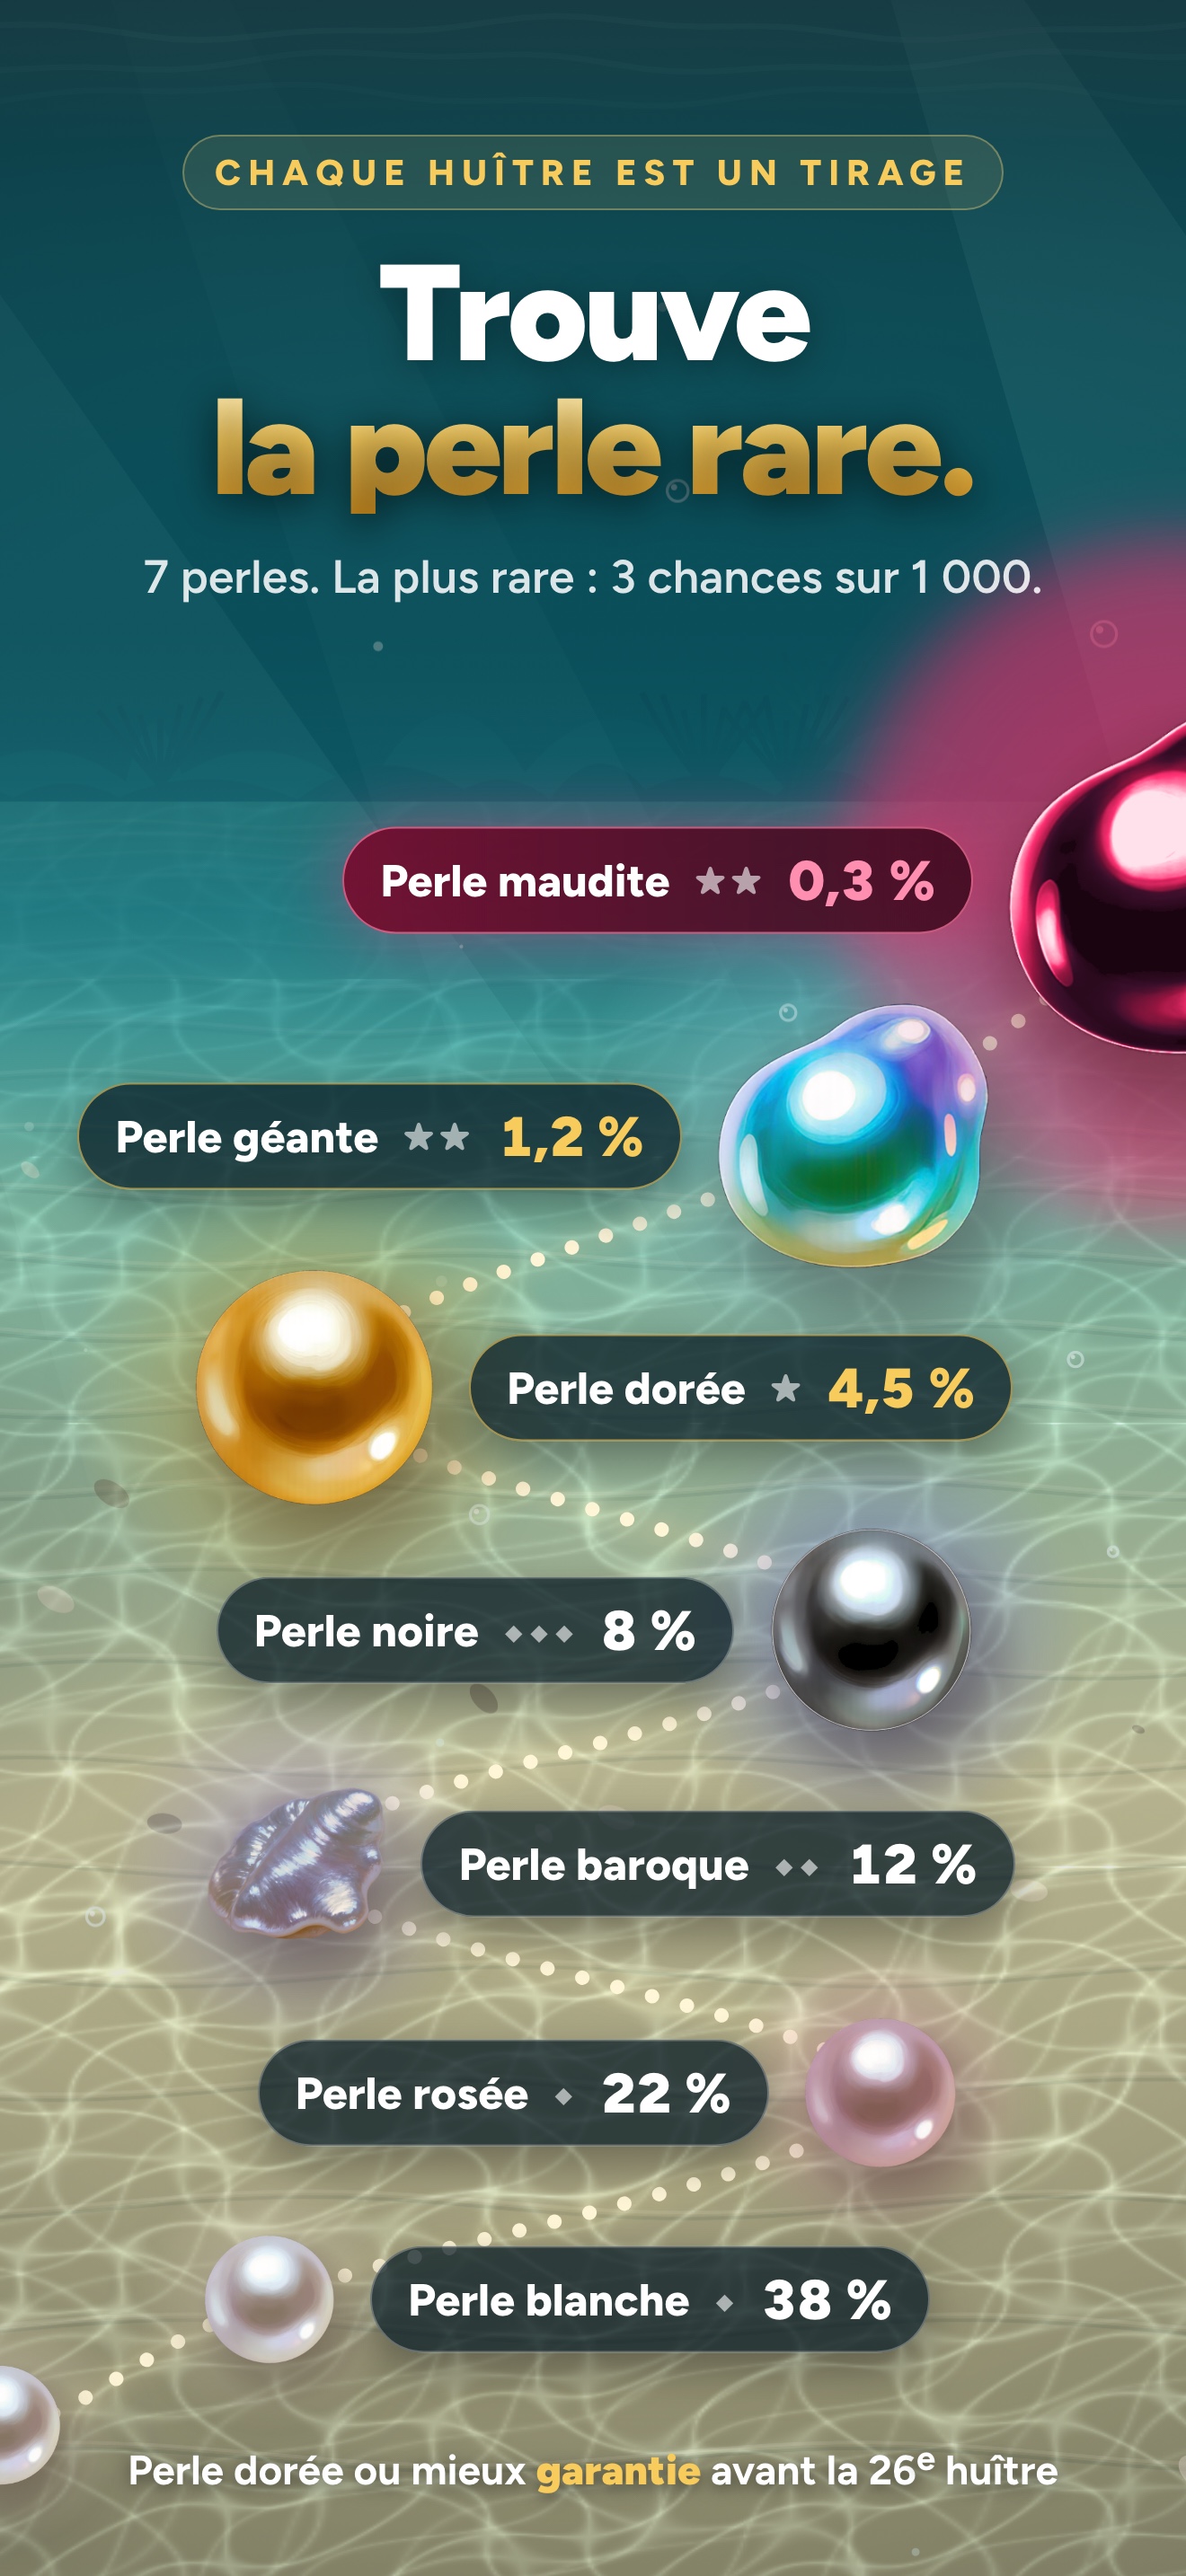 CHAQUE HUÎTRE EST UN TIRAGE
Trouve
la perle rare.
7 perles. La plus rare : 3 chances sur 1 000.
Perle maudite ★★ 0,3 %
Perle géante ★★ 1,2 %
Perle dorée ★ 4,5 %
Perle noire ◆◆◆ 8 %
Perle baroque ◆◆ 12 %
Perle rosée ◆ 22 %
Perle blanche ◆ 38 %
Perle dorée ou mieux garantie avant la 26ᵉ huître